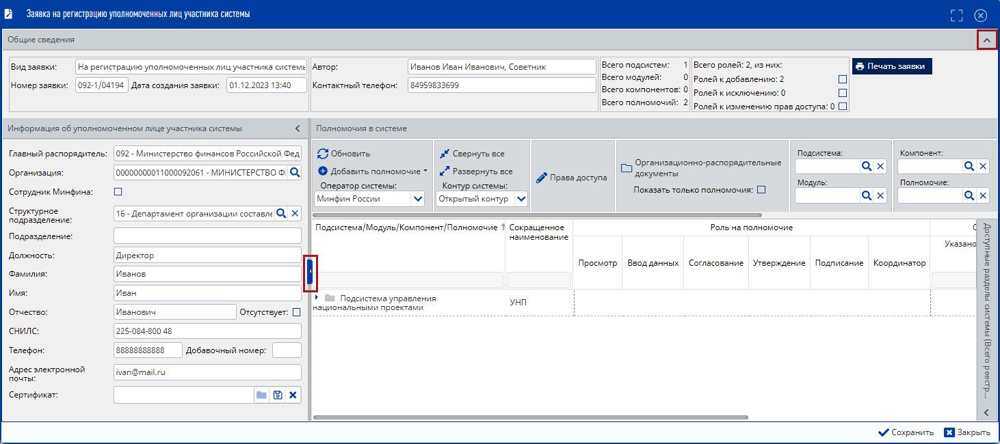 Заявка на регистрацию уполномоченных лиц участника системы
Общие сведения
Вид заявки: На регистрацию уполномоченных лиц участника системы
Номер заявки: 092-1/04194 Дата создания заявки: 01.12.2023 13:40
Автор: Иванов Иван Иванович, Советник
Контактный телефон: 84959833699
Всего подсистем: 1
Всего модулей: 0
Всего компонентов: 0
Всего полномочий: 2
Всего ролей: 2, из них:
Ролей к добавлению: 2
Ролей к исключению: 0
Ролей к изменению прав доступа: 0
Печать заявки
Информация об уполномоченном лице участника системы
Главный распорядитель: 092 - Министерство финансов Российской Фед
Организация: 00000000011000092061 - МИНИСТЕРСТВО Ф
Сотрудник Минфина:
Структурное
подразделение:
16 - Департамент организации составле
Подразделение:
Должность: Директор
Фамилия: Иванов
Имя: Иван
Отчество: Иванович Отсутствует:
СНИЛС: 225-084-800 48
Телефон: 88888888888 Добавочный номер:
Адрес электронной
почты:
ivan@mail.ru
Сертификат:
Полномочия в системе
Обновить
Добавить полномочие
Оператор системы:
Минфин России
Свернуть все
Развернуть все
Контур системы:
Открытый контур
Права доступа
Организационно-распорядительные
документы
Показать только полномочия:
Подсистема:
Модуль:
Компонент:
Полномочие:
Подсистема/Модуль/Компонент/Полномочие
Сокращенное
наименование
Роль на полномочие
Просмотр Ввод данных Согласование Утверждение Подписание Координатор
С
Указано
Подсистема управления
национальными проектами
УНП
Доступные разделы системы (Всего реестр...
Сохранить Закрыть